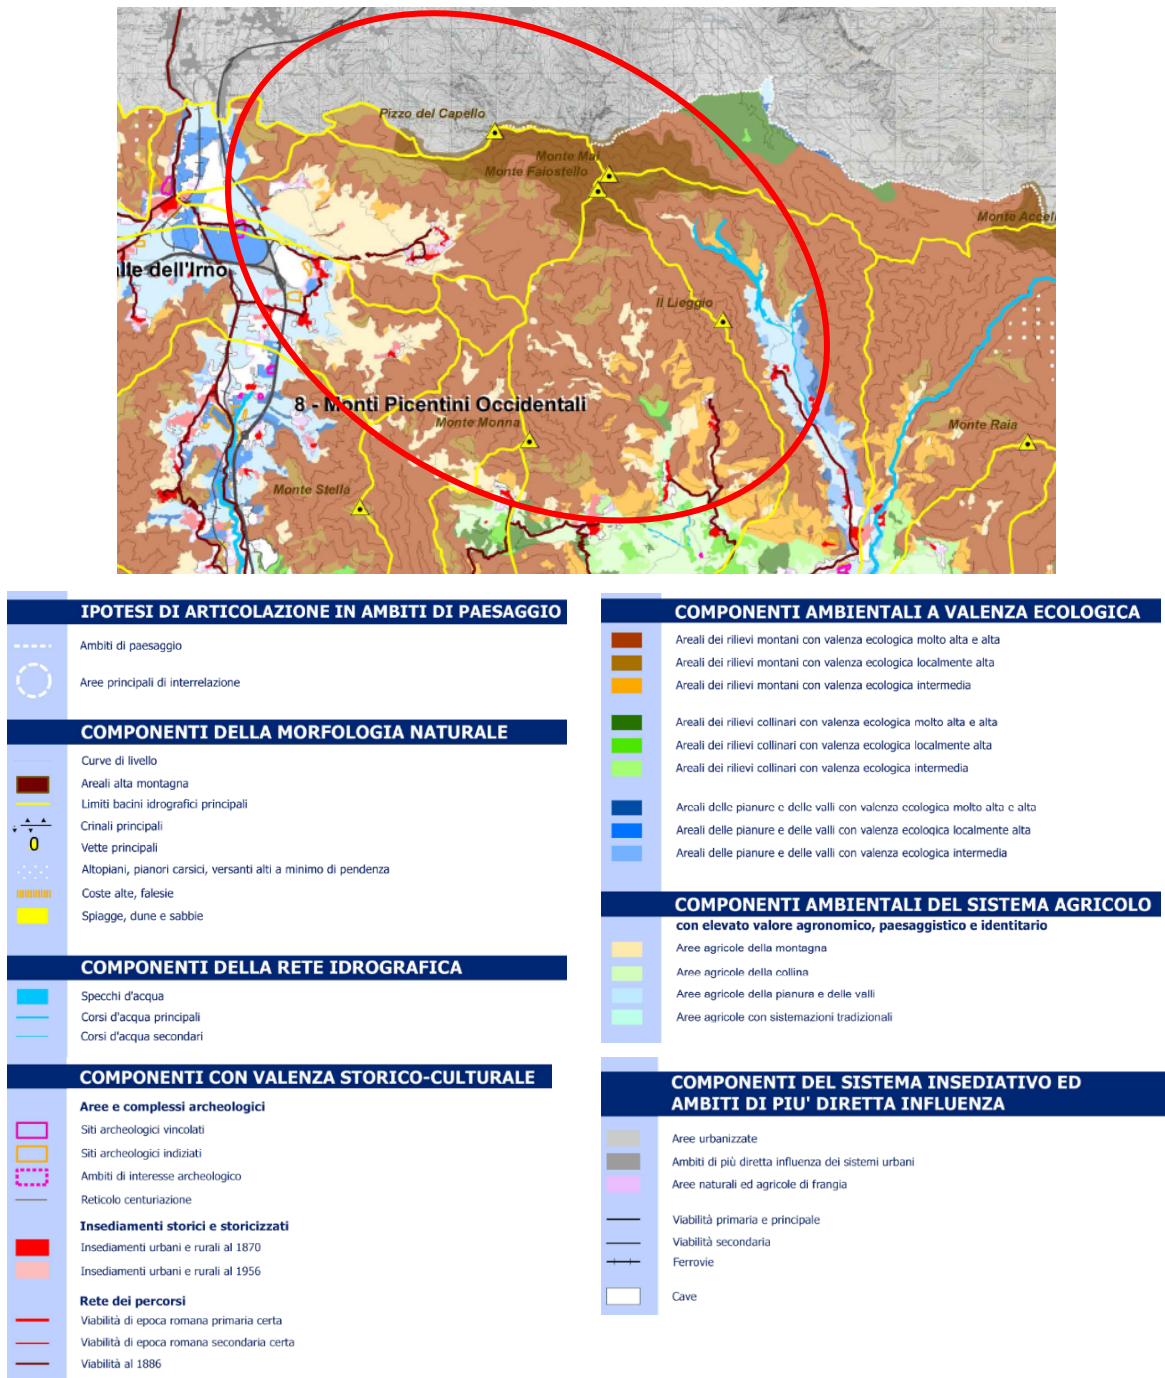 Pizzo del Capello
Monte Mai
Monte Faiostello
Monte Accell
lle dell'Irno
Il Lieggio
8 - Monti Picentini Occidentali
Monte Monna
Monte Raia
Monte Stella
IPOTESI DI ARTICOLAZIONE IN AMBITI DI PAESAGGIO
Ambiti di paesaggio
Aree principali di interrelazione
COMPONENTI DELLA MORFOLOGIA NATURALE
Curve di livello
Areali alta montagna
Limiti bacini idrografici principali
Crinali principali
Vette principali
Altopiani, pianori carsici, versanti alti a minimo di pendenza
Coste alte, falesie
Spiagge, dune e sabbie
COMPONENTI DELLA RETE IDROGRAFICA
Specchi d'acqua
Corsi d'acqua principali
Corsi d'acqua secondari
COMPONENTI CON VALENZA STORICO-CULTURALE
Aree e complessi archeologici
Siti archeologici vincolati
Siti archeologici indiziati
Ambiti di interesse archeologico
Reticolo centuriazione
Insediamenti storici e storicizzati
Insediamenti urbani e rurali al 1870
Insediamenti urbani e rurali al 1956
Rete dei percorsi
Viabilità di epoca romana primaria certa
Viabilità di epoca romana secondaria certa
Viabilità al 1886
COMPONENTI AMBIENTALI A VALENZA ECOLOGICA
Areali dei rilievi montani con valenza ecologica molto alta e alta
Areali dei rilievi montani con valenza ecologica localmente alta
Areali dei rilievi montani con valenza ecologica intermedia
Areali dei rilievi collinari con valenza ecologica molto alta e alta
Areali dei rilievi collinari con valenza ecologica localmente alta
Areali dei rilievi collinari con valenza ecologica intermedia
Areali delle pianure e delle valli con valenza ecologica molto alta e alta
Areali delle pianure e delle valli con valenza ecologica localmente alta
Areali delle pianure e delle valli con valenza ecologica intermedia
COMPONENTI AMBIENTALI DEL SISTEMA AGRICOLO
con elevato valore agronomico, paesaggistico e identitario
Aree agricole della montagna
Aree agricole della collina
Aree agricole della pianura e delle valli
Aree agricole con sistemazioni tradizionali
COMPONENTI DEL SISTEMA INSEDIATIVO ED
AMBITI DI PIU' DIRETTA INFLUENZA
Aree urbanizzate
Ambiti di più diretta influenza dei sistemi urbani
Aree naturali ed agricole di frangia
Viabilità primaria e principale
Viabilità secondaria
Ferrovie
Cave